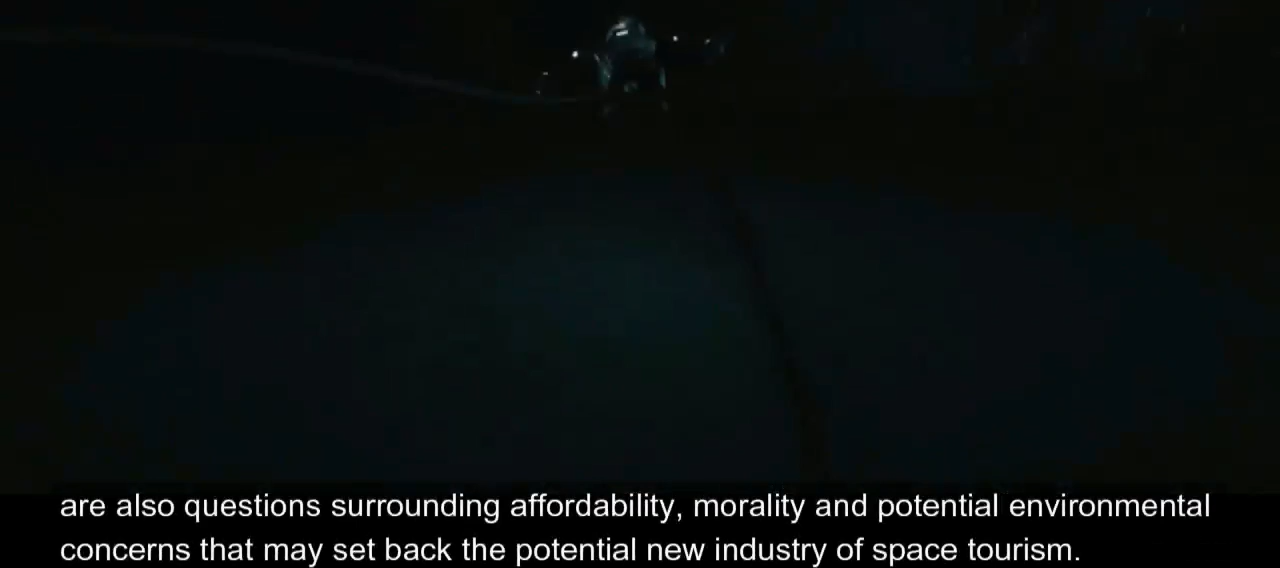 are also questions surrounding affordability, morality and potential environmental
concerns that may set back the potential new industry of space tourism.